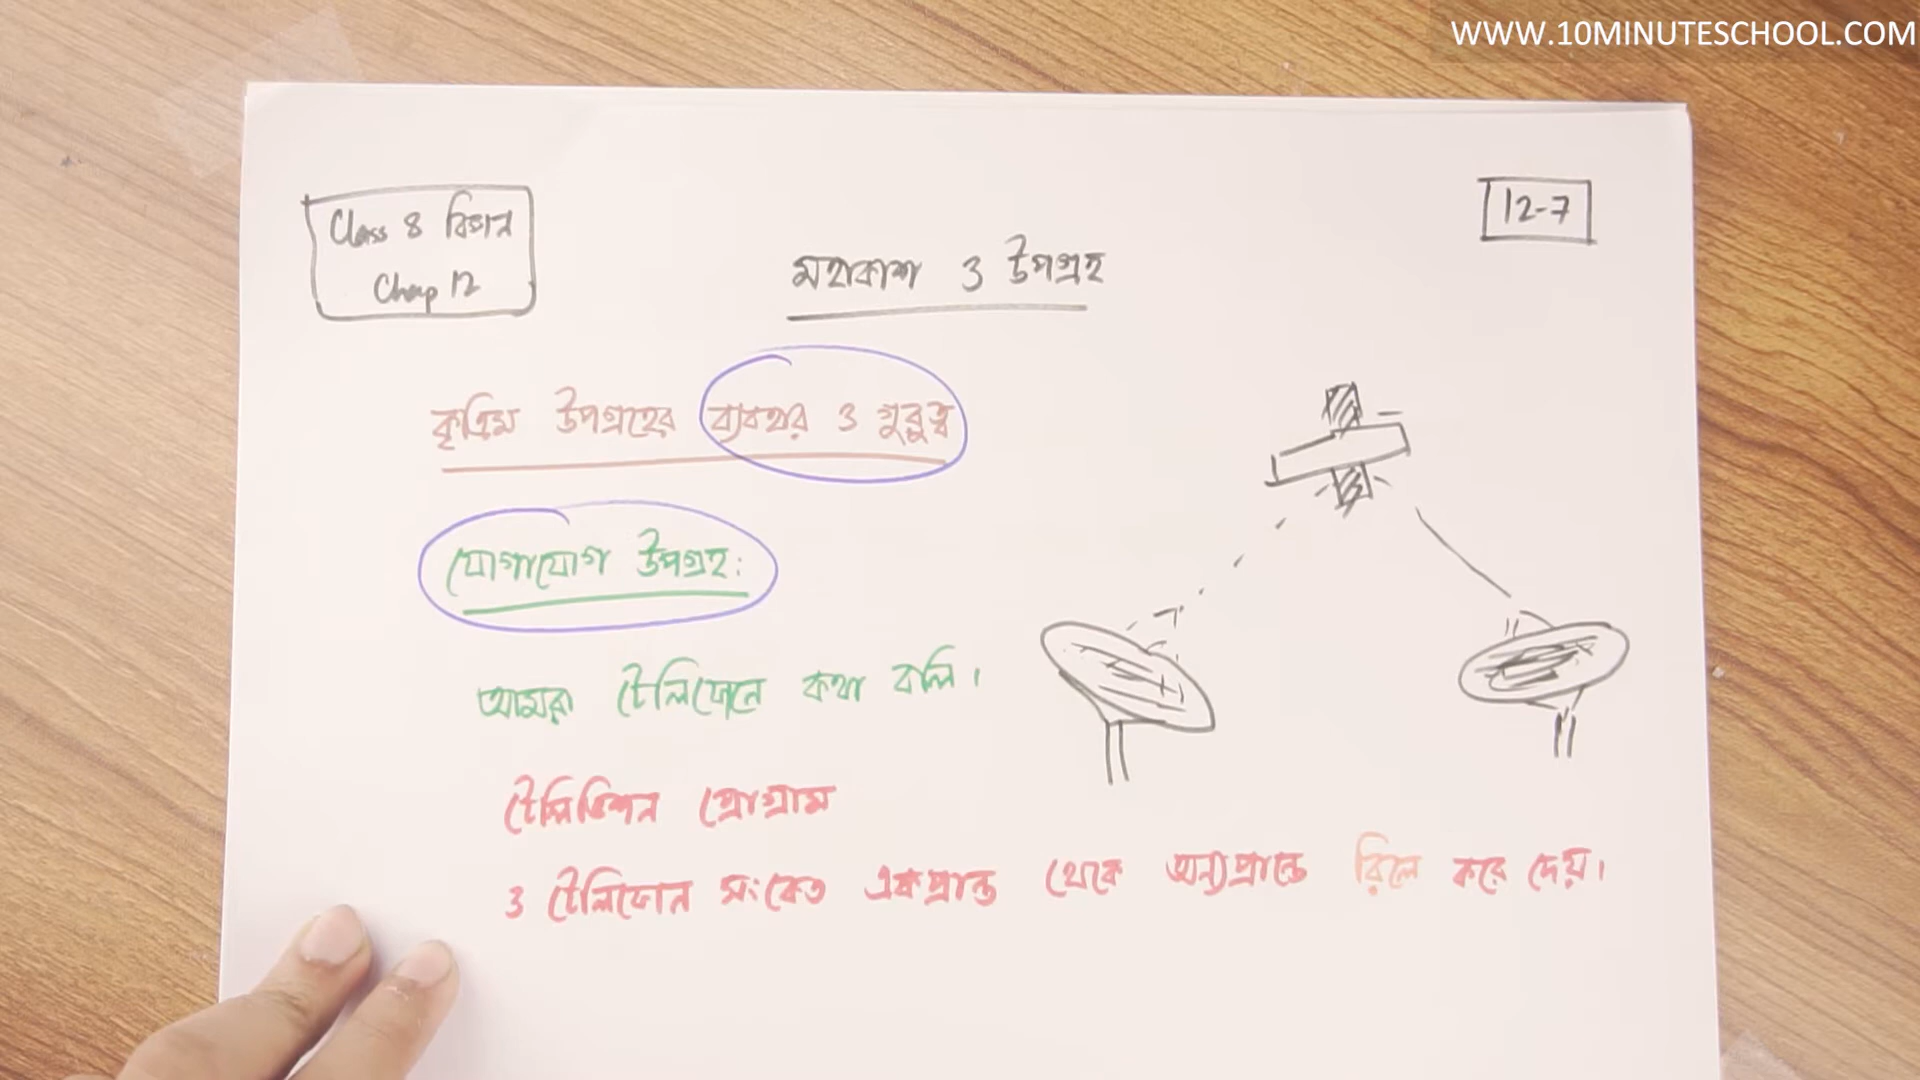 WWW.10MINUTESCHOOL.COM
Class 8 বিজ্ঞান
Chap 12
12-7
মহাকাশ ও উপগ্রহ
কৃত্রিম উপগ্রহের ব্যবহার ও গুরুত্ব
যোগাযোগ উপগ্রহ:
আমরা টেলিফোনে কথা বলি।
টেলিভিশন প্রোগ্রাম
ও টেলিফোন সংকেত একপ্রান্ত থেকে অন্যপ্রান্তে রিলে করে দেয়।